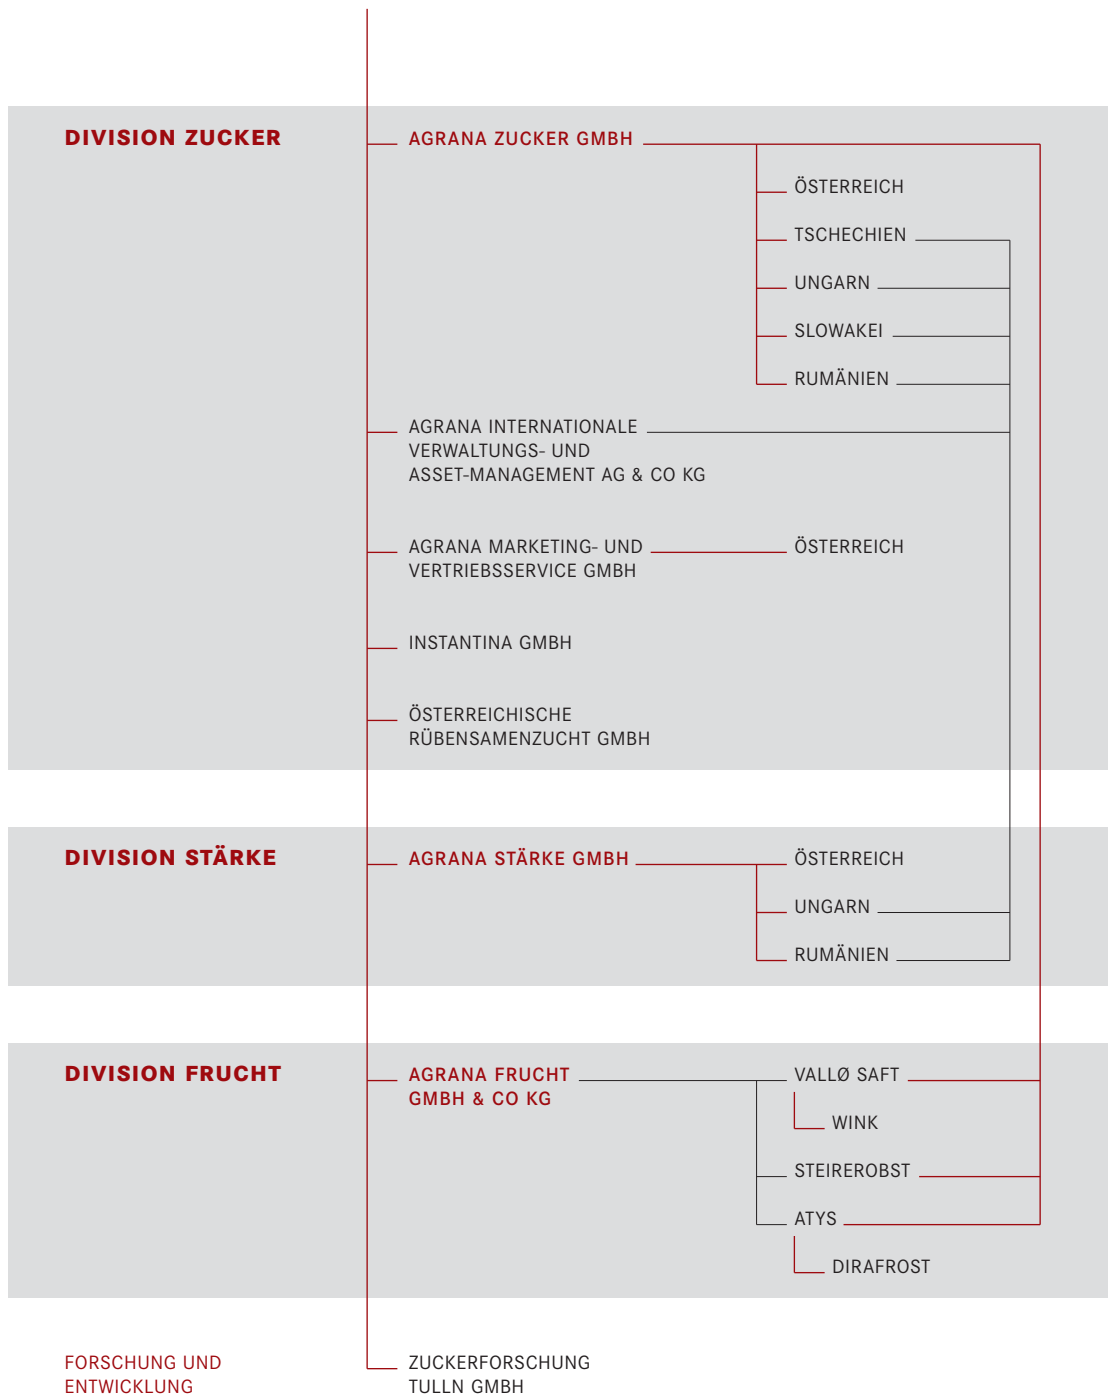 DIVISION ZUCKER
AGRANA ZUCKER GMBH
ÖSTERREICH
TSCHECHIEN
UNGARN
SLOWAKEI
RUMÄNIEN
AGRANA INTERNATIONALE
VERWALTUNGS- UND
ASSET-MANAGEMENT AG & CO KG
AGRANA MARKETING- UND
VERTRIEBSSERVICE GMBH
ÖSTERREICH
INSTANTINA GMBH
ÖSTERREICHISCHE
RÜBENSAMENZUCHT GMBH
DIVISION STÄRKE
AGRANA STÄRKE GMBH
ÖSTERREICH
UNGARN
RUMÄNIEN
DIVISION FRUCHT
AGRANA FRUCHT
GMBH & CO KG
VALLØ SAFT
WINK
STEIREROBST
ATYS
DIRAFROST
FORSCHUNG UND
ENTWICKLUNG
ZUCKERFORSCHUNG
TULLN GMBH